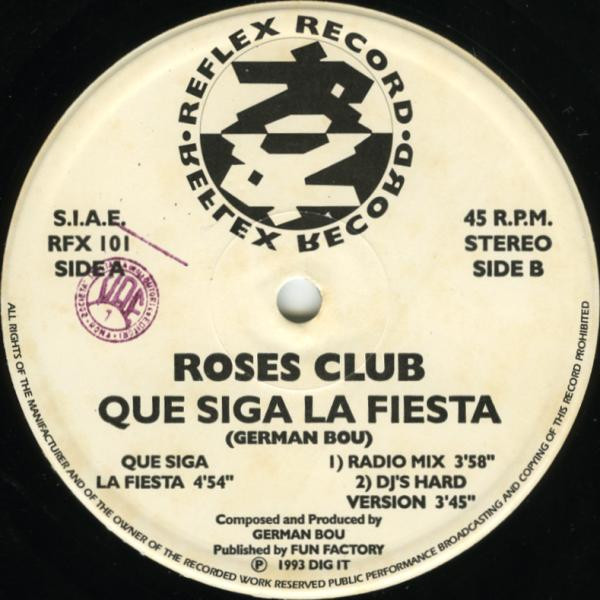 REFLEX RECORD · REFLEX RECORD ·
S.I.A.E.
RFX 101
SIDE A
45 R.P.M.
STEREO
SIDE B
ROSES CLUB
QUE SIGA LA FIESTA
(GERMAN BOU)
QUE SIGA
LA FIESTA 4'54"
1) RADIO MIX 3'58"
2) DJ'S HARD
VERSION 3'45"
Composed and Produced by
GERMAN BOU
Published by FUN FACTORY
℗ 1993 DIG IT
ALL RIGHTS OF THE MANIFACTURER AND OF THE OWNER OF THE RECORDED WORK RESERVED PUBLIC PERFORMANCE BROADCASTING AND COPYING OF THIS RECORD PROHIBITED